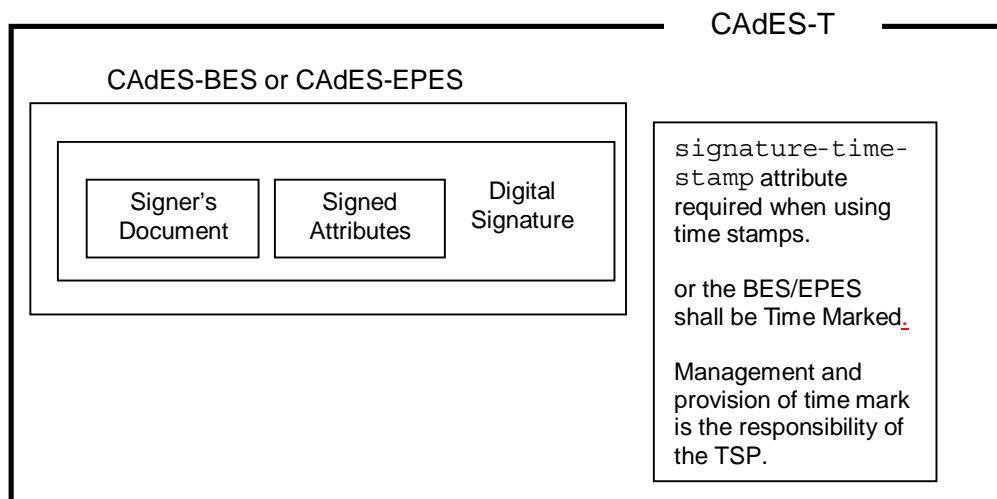 CAdES-T
CAdES-BES or CAdES-EPES
Signer's
Document
Signed
Attributes
Digital
Signature
signature-time-
stamp attribute
required when using
time stamps.
or the BES/EPES
shall be Time Marked.
Management and
provision of time mark
is the responsibility of
the TSP.